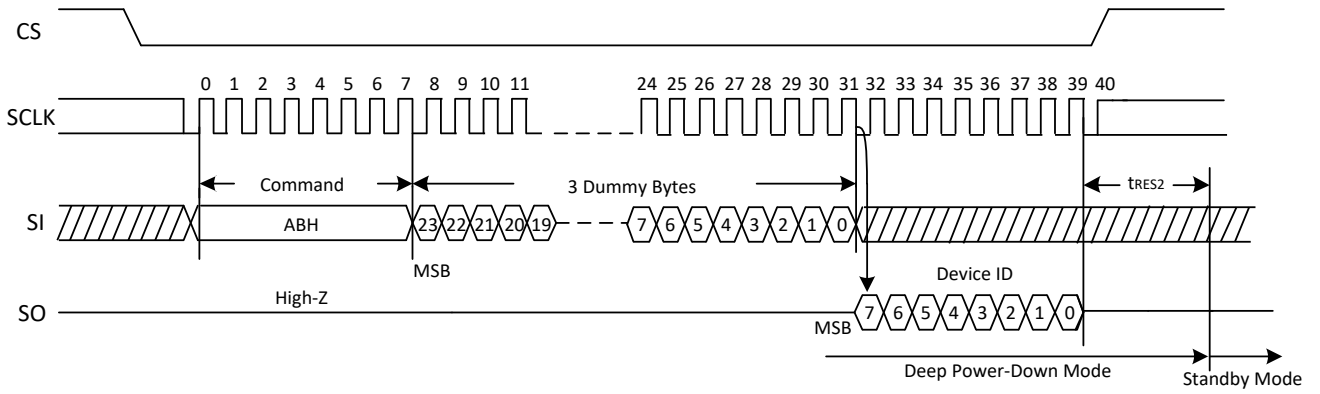 CS
0 1 2 3 4 5 6 7 8 9 10 11 24 25 26 27 28 29 30 31 32 33 34 35 36 37 38 39 40
SCLK
Command 3 Dummy Bytes tRES2
SI ABH 23 22 21 20 19 7 6 5 4 3 2 1 0
MSB Device ID
High-Z
SO MSB 7 6 5 4 3 2 1 0
Deep Power-Down Mode Standby Mode